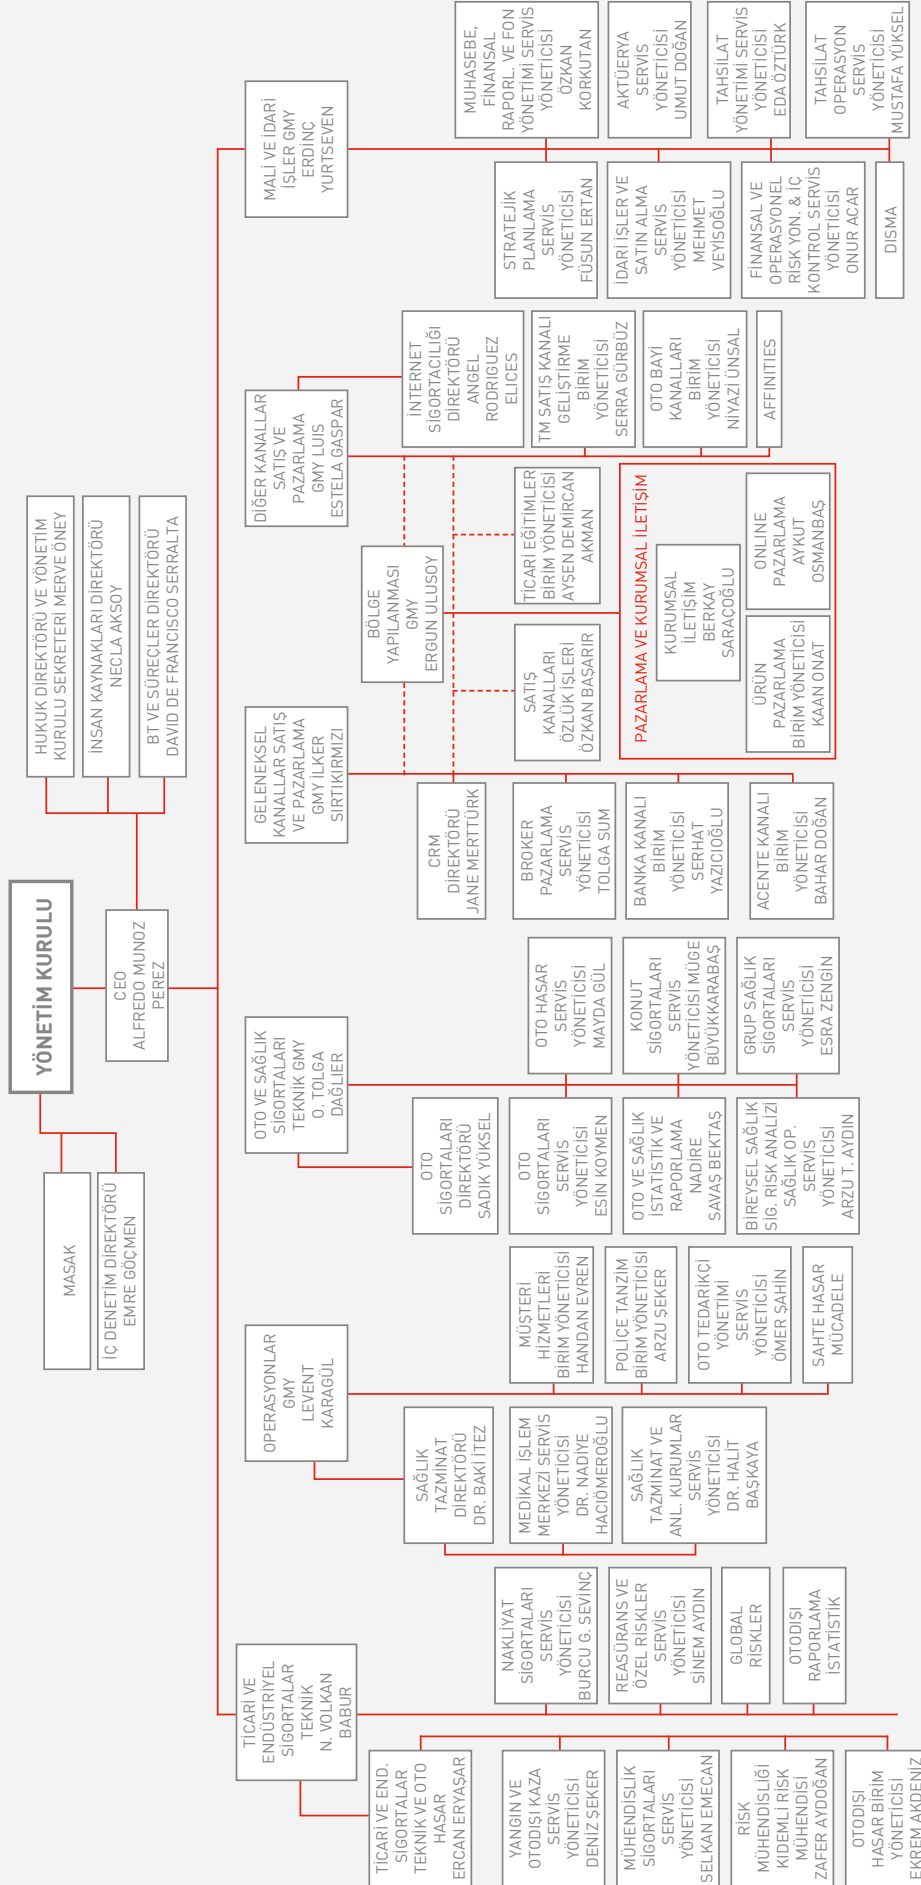 YÖNETİM KURULU
MASAK
İÇ DENETİM DİREKTÖRÜ
EMRE GÖÇMEN
CEO
ALFREDO MUNOZ
PEREZ
HUKUK DİREKTÖRÜ VE YÖNETİM
KURULU SEKRETERİ MERVE ÖNEY
İNSAN KAYNAKLARI DİREKTÖRÜ
NECLA AKSOY
BT VE SÜREÇLER DİREKTÖRÜ
DAVID DE FRANCISCO SERRALTA
TİCARİ VE
ENDÜSTRİYEL
SİGORTALAR
TEKNİK
N. VOLKAN
BABUR
TİCARİ VE END.
SİGORTALAR
TEKNİK VE OTO
HASAR
ERCAN ERYAŞAR
YANGIN VE
OTODIŞI KAZA
SERVİS
YÖNETİCİSİ
DENİZ ŞEKER
MÜHENDİSLİK
SİGORTALARI
SERVİS
YÖNETİCİSİ
SELKAN EMECAN
RİSK
MÜHENDİSLİĞİ
KIDEMLİ RİSK
MÜHENDİSİ
ZAFER AYDOĞAN
OTODIŞI
HASAR BİRİM
YÖNETİCİSİ
EKREM AKDENİZ
NAKLİYAT
SİGORTALARI
SERVİS
YÖNETİCİSİ
BURCU G. SEVİNÇ
REASÜRANS VE
ÖZEL RİSKLER
SERVİS
YÖNETİCİSİ
SİNEM AYDIN
GLOBAL
RİSKLER
OTODIŞI
RAPORLAMA
İSTATİSTİK
OPERASYONLAR
GMY
LEVENT
KARAGÜL
SAĞLIK
TAZMİNAT
DİREKTÖRÜ
DR. BAKİ İTEZ
MEDİKAL İŞLEM
MERKEZİ SERVİS
YÖNETİCİSİ
DR. NADİYE
HACIÖMEROĞLU
SAĞLIK
TAZMİNAT VE
ANL. KURUMLAR
SERVİS
YÖNETİCİSİ
DR. HALİT
BAŞKAYA
MÜŞTERİ
HİZMETLERİ
BİRİM YÖNETİCİSİ
HANDAN EVREN
POLİÇE TANZİM
BİRİM YÖNETİCİSİ
ARZU ŞEKER
OTO TEDARİKÇİ
YÖNETİMİ
SERVİS
YÖNETİCİSİ
ÖMER ŞAHİN
SAHTE HASAR
MÜCADELE
OTO VE SAĞLIK
SİGORTALARI
TEKNİK GMY
O. TOLGA
DAĞLIER
OTO
SİGORTALARI
DİREKTÖRÜ
SADIK YÜKSEL
OTO
SİGORTALARI
SERVİS
YÖNETİCİSİ
ESİN KOYMEN
OTO VE SAĞLIK
İSTATİSTİK VE
RAPORLAMA
NADİRE
SAVAŞ BEKTAŞ
BİREYSEL SAĞLIK
SİG. RİSK ANALİZİ
SAĞLIK OP.
SERVİS
YÖNETİCİSİ
ARZU T. AYDIN
OTO HASAR
SERVİS
YÖNETİCİSİ
MAYDA GÜL
KONUT
SİGORTALARI
SERVİS
YÖNETİCİSİ MÜGE
BÜYÜKKARABAŞ
GRUP SAĞLIK
SİGORTALARI
SERVİS
YÖNETİCİSİ
ESRA ZENGİN
GELENEKSEL
KANALLAR SATIŞ
VE PAZARLAMA
GMY İLKER
SIRTIKIRMIZI
CRM
DİREKTÖRÜ
JANE MERTTÜRK
BROKER
PAZARLAMA
SERVİS
YÖNETİCİSİ
TOLGA SUM
BANKA KANALI
BİRİM
YÖNETİCİSİ
SERHAT
YAZICIOĞLU
ACENTE KANALI
BİRİM
YÖNETİCİSİ
BAHAR DOĞAN
BÖLGE
YAPILANMASI
GMY
ERGUN ULUSOY
SATIŞ
KANALLARI
ÖZLÜK İŞLERİ
ÖZKAN BAŞARIR
TİCARİ EĞİTİMLER
BİRİM YÖNETİCİSİ
AYŞEN DEMİRCAN
AKMAN
PAZARLAMA VE KURUMSAL İLETİŞİM
KURUMSAL
İLETİŞİM
BERKAY
SARAÇOĞLU
ÜRÜN
PAZARLAMA
BİRİM YÖNETİCİSİ
KAAN ONAT
ONLINE
PAZARLAMA
AYKUT
OSMANBAŞ
DİĞER KANALLAR
SATIŞ VE
PAZARLAMA
GMY LUIS
ESTELA GASPAR
İNTERNET
SİGORTACILIĞI
DİREKTÖRÜ
ANGEL
RODRIGUEZ
ELICES
TM SATIŞ KANALI
GELİŞTİRME
BİRİM
YÖNETİCİSİ
SERRA GÜRBÜZ
OTO BAYİ
KANALLARI
BİRİM
YÖNETİCİSİ
NİYAZİ ÜNSAL
AFFINITIES
MALİ VE İDARİ
İŞLER GMY
ERDİNÇ
YURTSEVEN
STRATEJİK
PLANLAMA
SERVİS
YÖNETİCİSİ
FÜSUN ERTAN
İDARİ İŞLER VE
SATIN ALMA
SERVİS
YÖNETİCİSİ
MEHMET
VEYİSOĞLU
FİNANSAL VE
OPERASYONEL
RİSK YON. & İÇ
KONTROL SERVİS
YÖNETİCİSİ
ONUR ACAR
DISMA
MUHASEBE,
FİNANSAL
RAPORL. VE FON
YÖNETİMİ SERVİS
YÖNETİCİSİ
ÖZKAN
KORKUTAN
AKTÜERYA
SERVİS
YÖNETİCİSİ
UMUT DOĞAN
TAHSİLAT
YÖNETİMİ SERVİS
YÖNETİCİSİ
EDA ÖZTÜRK
TAHSİLAT
OPERASYON
SERVİS
YÖNETİCİSİ
MUSTAFA YÜKSEL